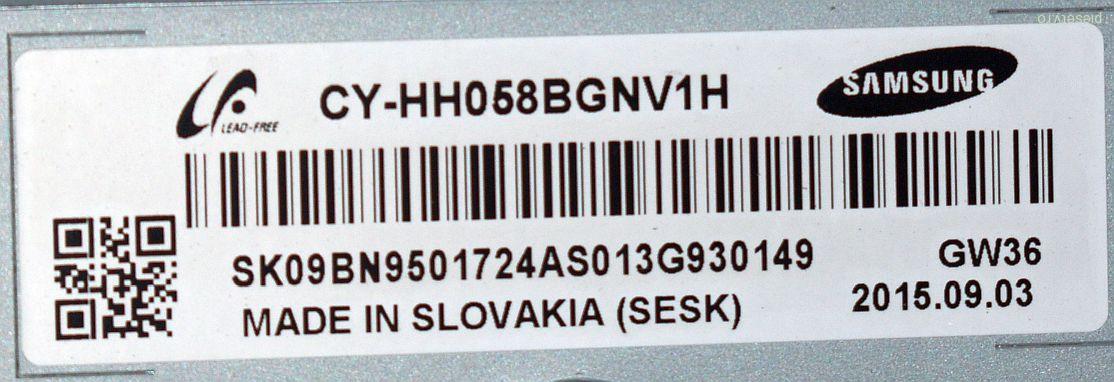 CY-HH058BGNV1H
SAMSUNG
LEAD-FREE
SK09BN9501724AS013G930149
GW36
MADE IN SLOVAKIA (SESK)
2015.09.03